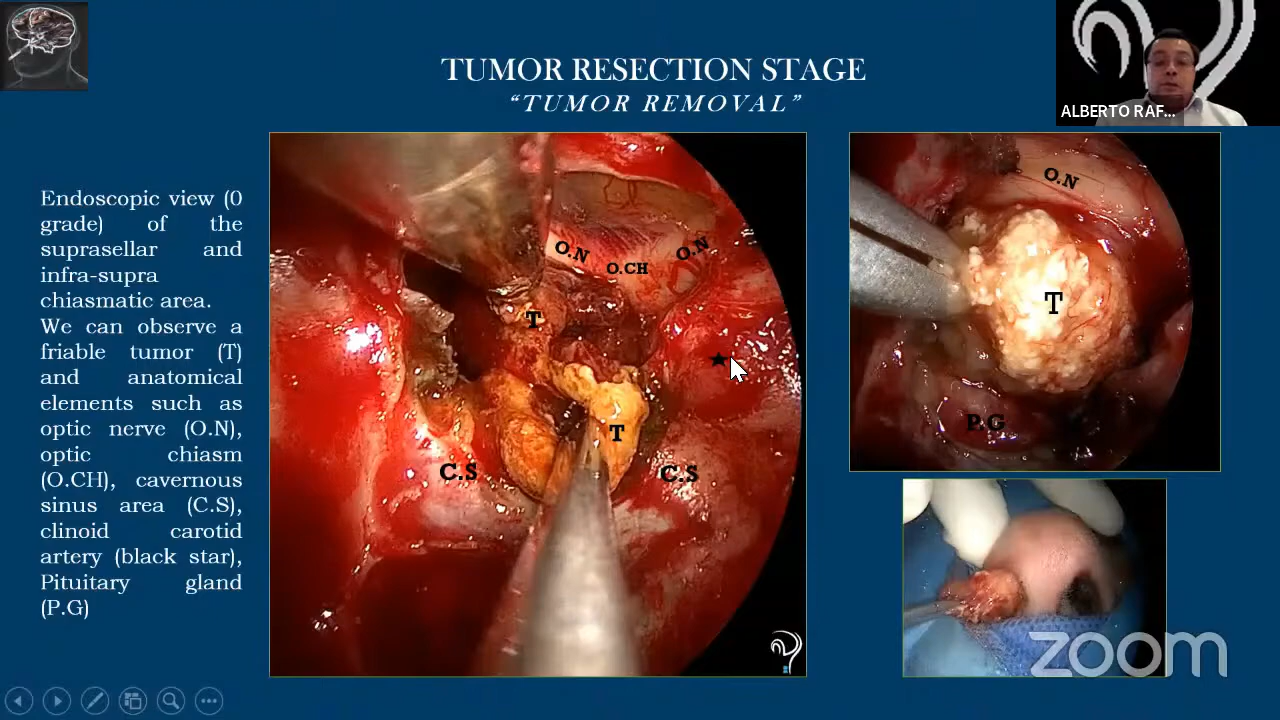 TUMOR RESECTION STAGE
“TUMOR REMOVAL”
ALBERTO RAF...
Endoscopic view (0
grade) of the
suprasellar and
infra-supra
chiasmatic area.
We can observe a
friable tumor (T)
and anatomical
elements such as
optic nerve (O.N),
optic chiasm
(O.CH), cavernous
sinus area (C.S),
clinoid carotid
artery (black star),
Pituitary gland
(P.G)
O.N
O.CH
O.N
T
T
C.S
C.S
O.N
T
P.G
zoom